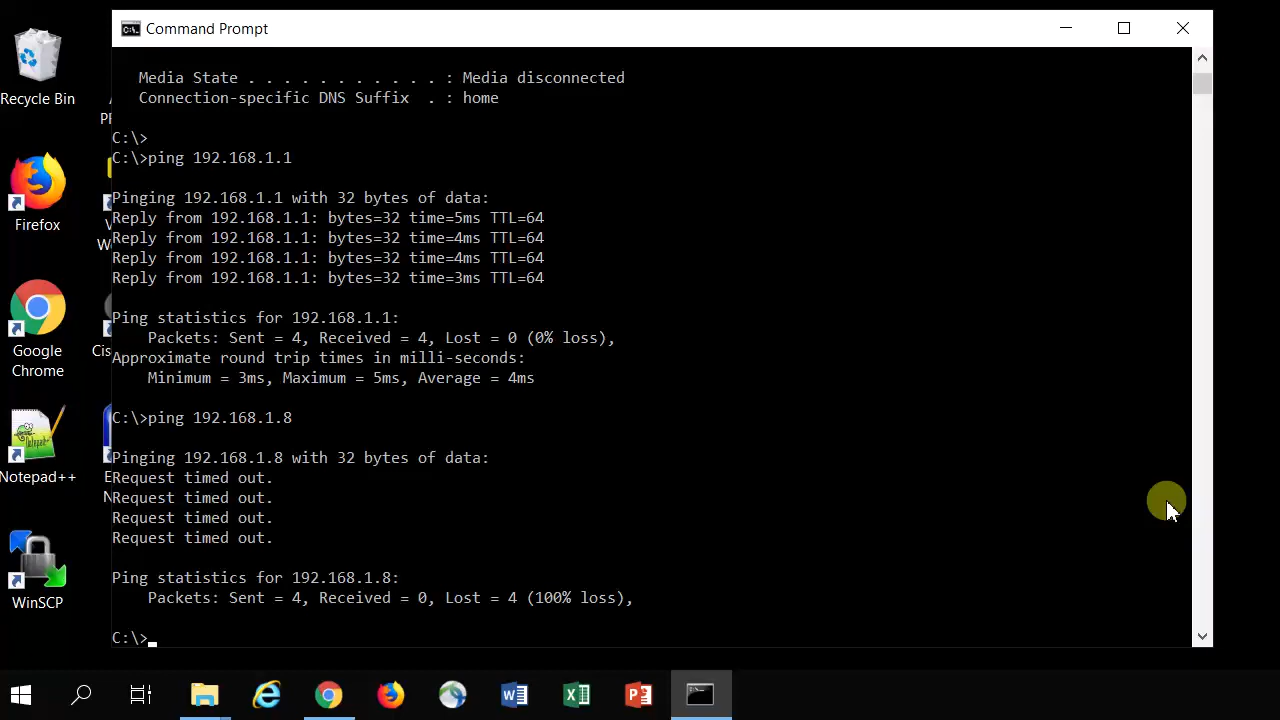 Command Prompt
Media State . . . . . . . . . . . : Media disconnected
Connection-specific DNS Suffix  . : home
C:\>
C:\>ping 192.168.1.1
Pinging 192.168.1.1 with 32 bytes of data:
Reply from 192.168.1.1: bytes=32 time=5ms TTL=64
Reply from 192.168.1.1: bytes=32 time=4ms TTL=64
Reply from 192.168.1.1: bytes=32 time=4ms TTL=64
Reply from 192.168.1.1: bytes=32 time=3ms TTL=64
Ping statistics for 192.168.1.1:
Packets: Sent = 4, Received = 4, Lost = 0 (0% loss),
Approximate round trip times in milli-seconds:
Minimum = 3ms, Maximum = 5ms, Average = 4ms
C:\>ping 192.168.1.8
Pinging 192.168.1.8 with 32 bytes of data:
Request timed out.
Request timed out.
Request timed out.
Request timed out.
Ping statistics for 192.168.1.8:
Packets: Sent = 4, Received = 0, Lost = 4 (100% loss),
C:\>
Recycle Bin
Firefox
Google
Chrome
Notepad++
WinSCP
Cis